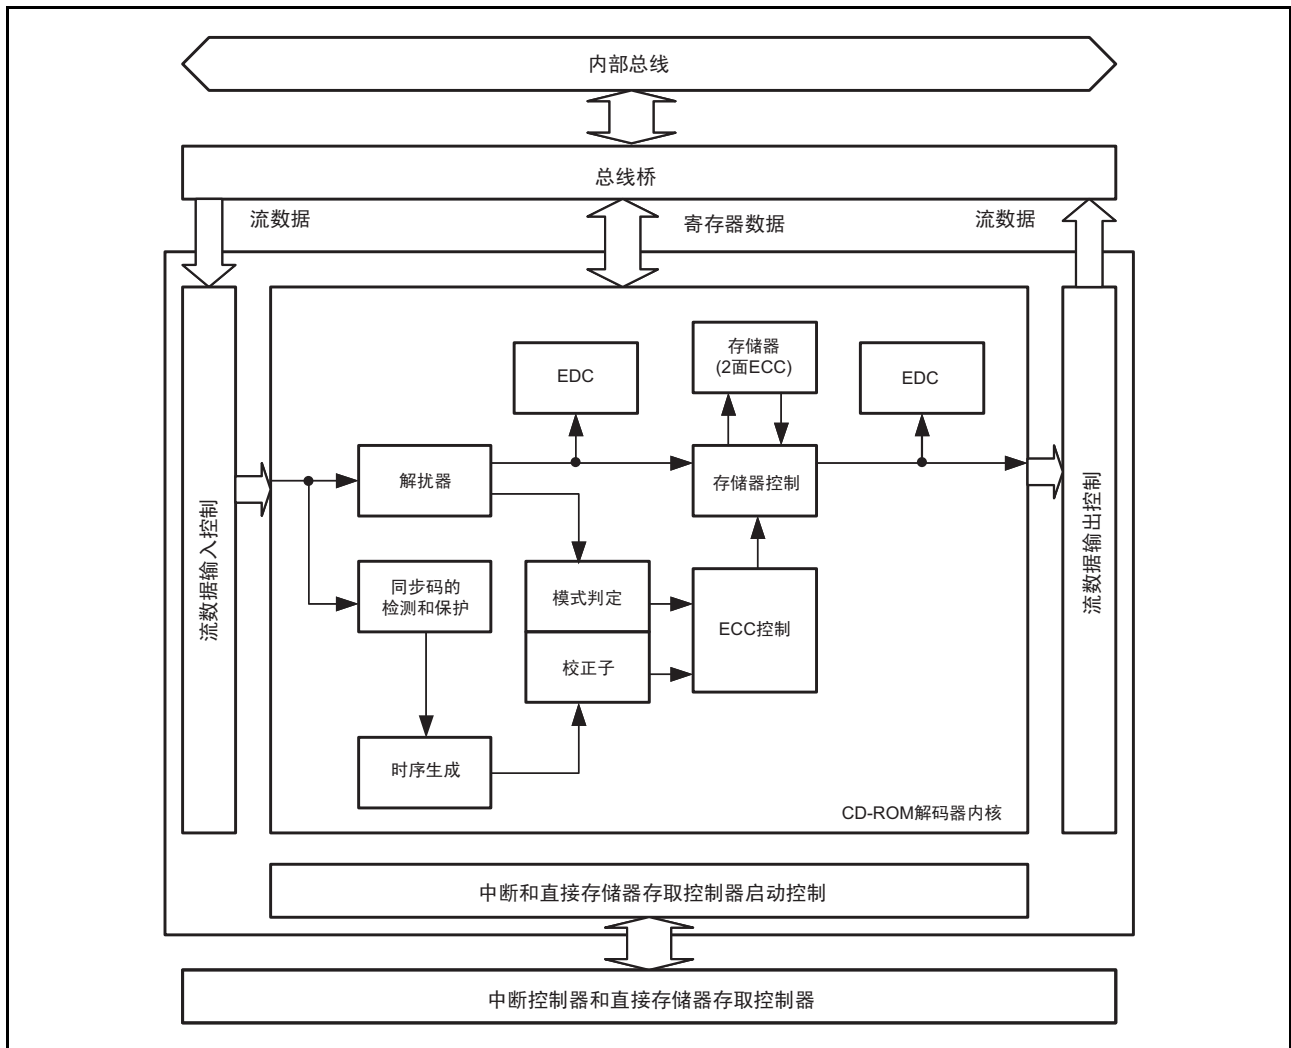 内部总线
总线桥
流数据
寄存器数据
流数据
存储器
(2面ECC)
EDC
EDC
解扰器
存储器控制
流数据输入控制
流数据输出控制
同步码的
检测和保护
模式判定
ECC控制
校正子
时序生成
CD-ROM解码器内核
中断和直接存储器存取控制器启动控制
中断控制器和直接存储器存取控制器